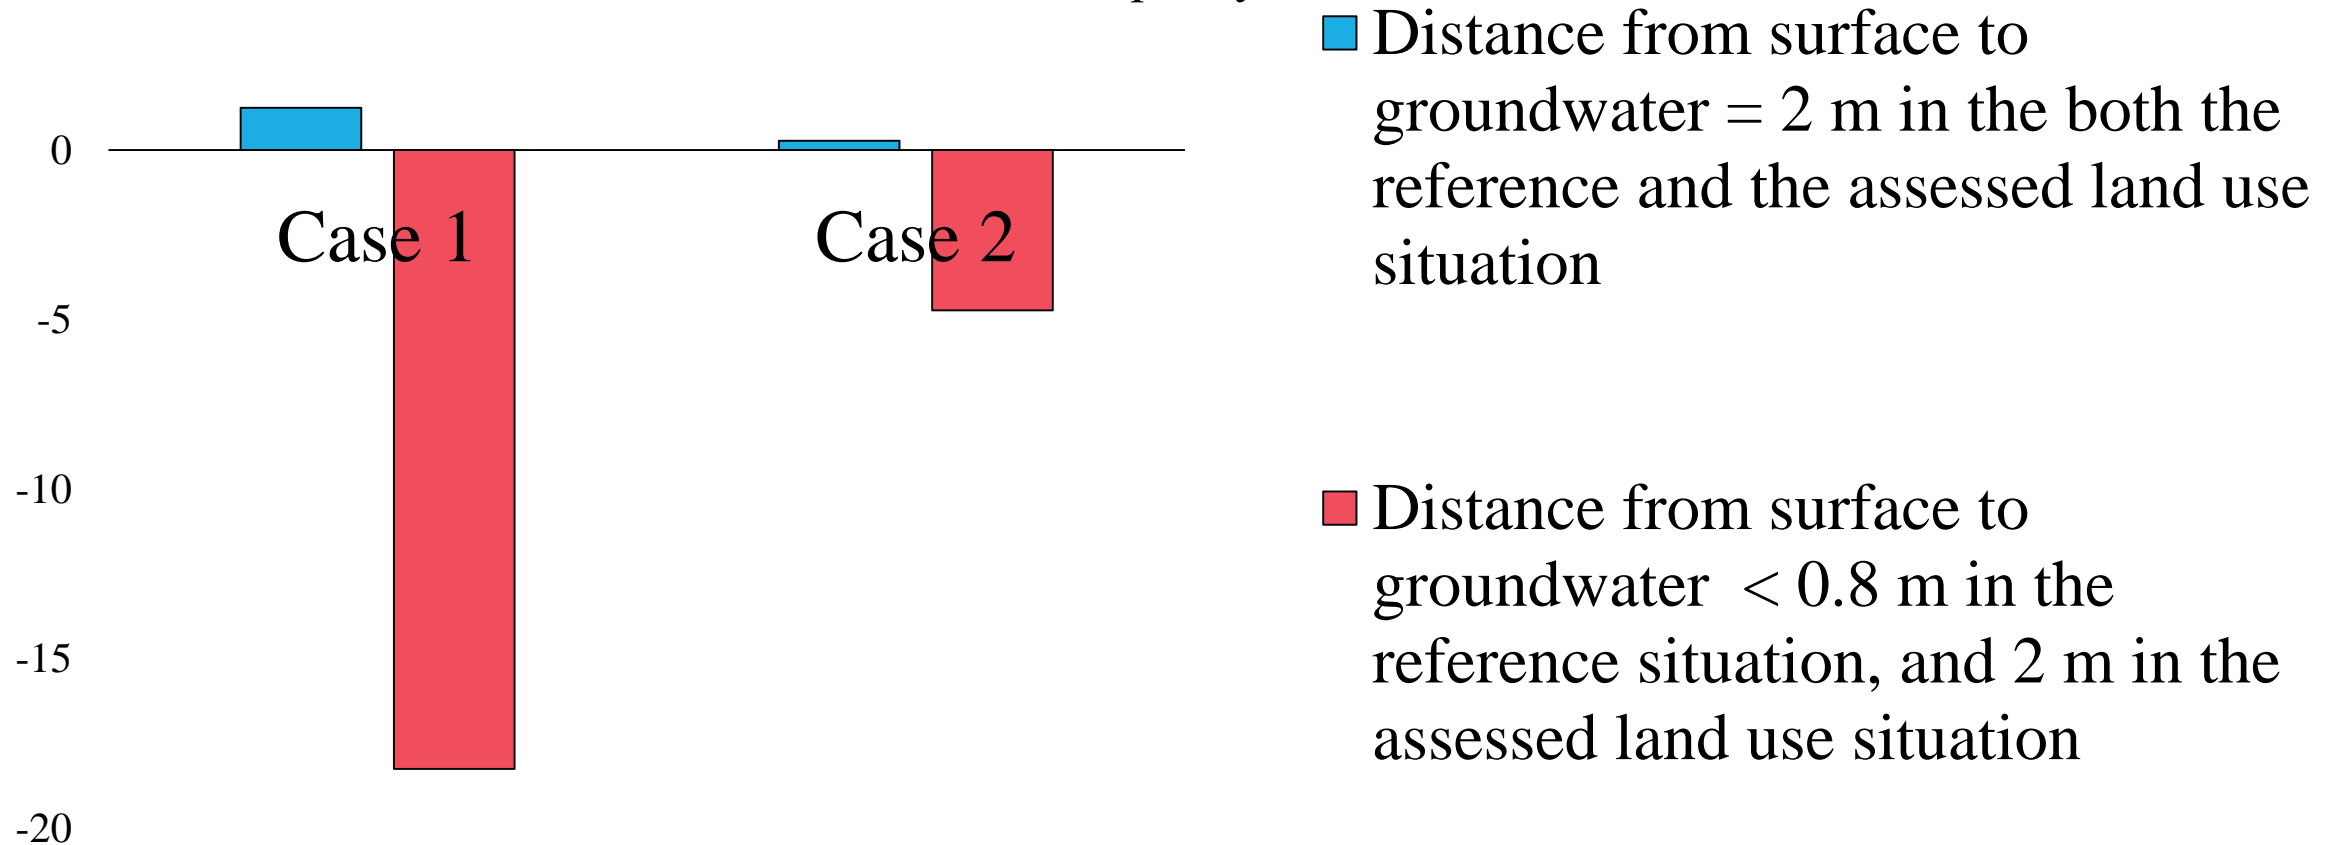 Distance from surface to
groundwater = 2 m in the both the
reference and the assessed land use
situation
0
Case 1
Case 2
-5
-10
-15
-20
Distance from surface to
groundwater < 0.8 m in the
reference situation, and 2 m in the
assessed land use situation